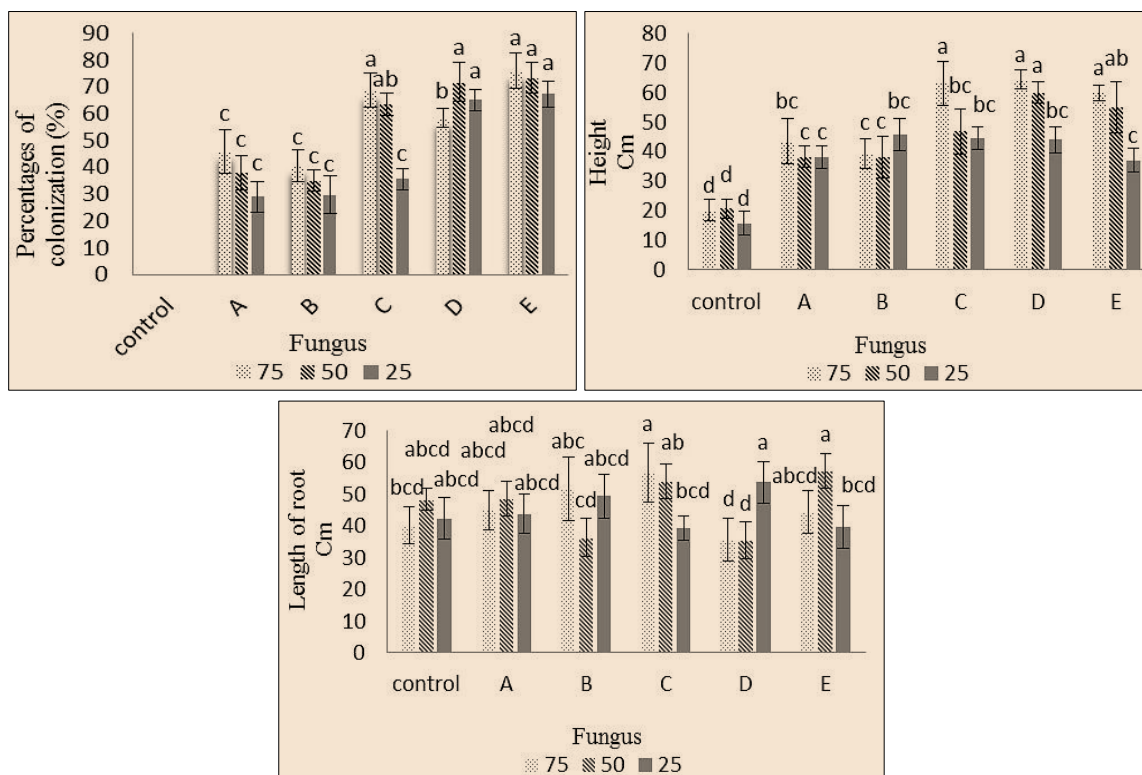 90
80
70
60
50
40
30
20
10
0
Percentages of
colonization (%)
c c c
c c c
a ab c
b a a
a a a
control A B C D E
Fungus
75 50 25
80
70
60
50
40
30
20
10
0
Height
Cm
d d d
bc c c
c c bc
a bc bc
a a bc
a ab c
control A B C D E
Fungus
75 50 25
70
60
50
40
30
20
10
0
Length of root
Cm
bcd abcd abcd
abcd abcd abcd
abc cd abcd
a ab bcd
d d a
abcd a bcd
control A B C D E
Fungus
75 50 25